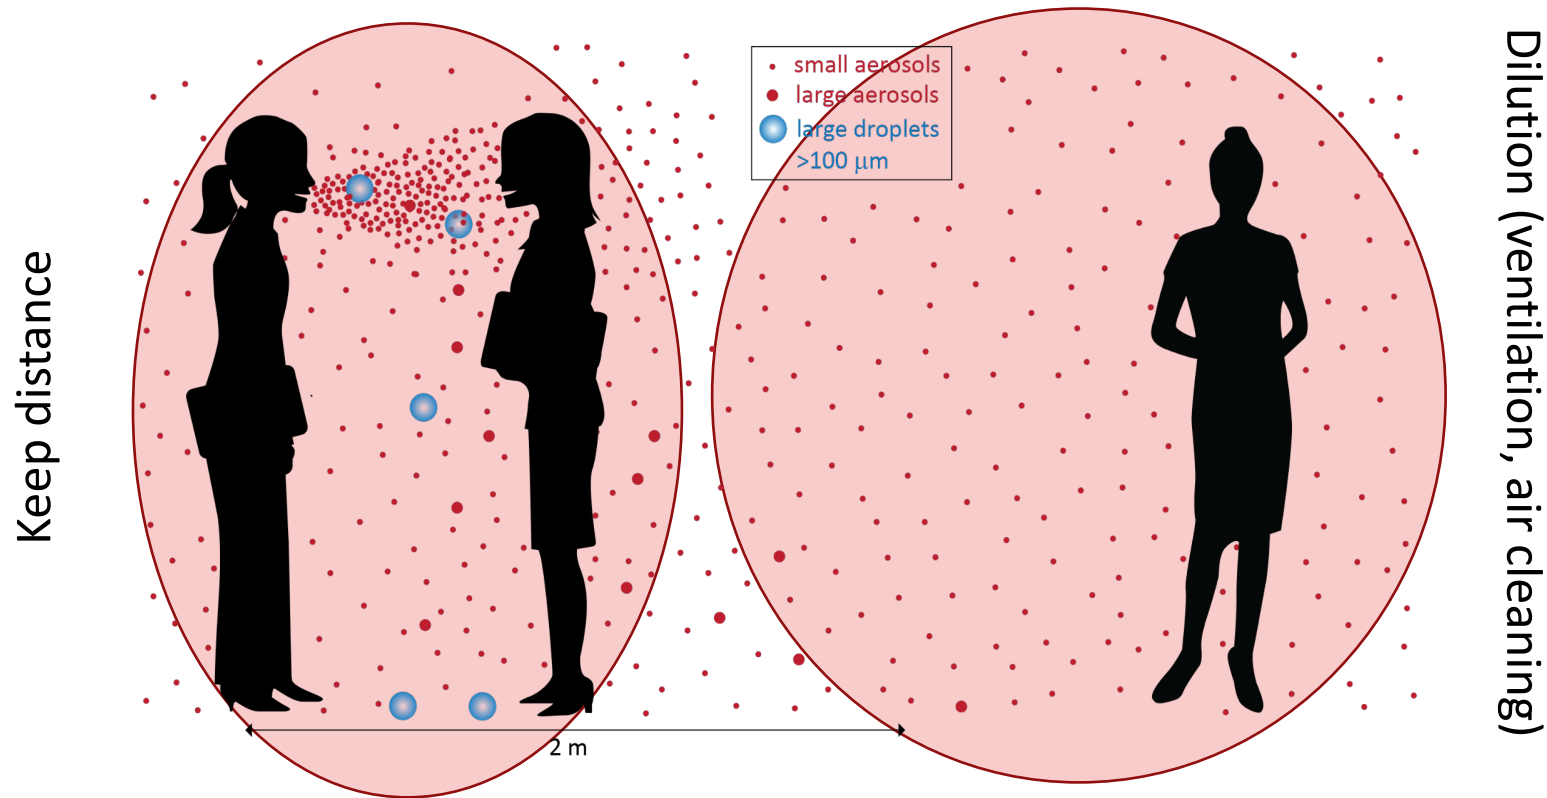 Keep distance
small aerosols
large aerosols
large droplets
>100 μm
2 m
Dilution (ventilation, air cleaning)